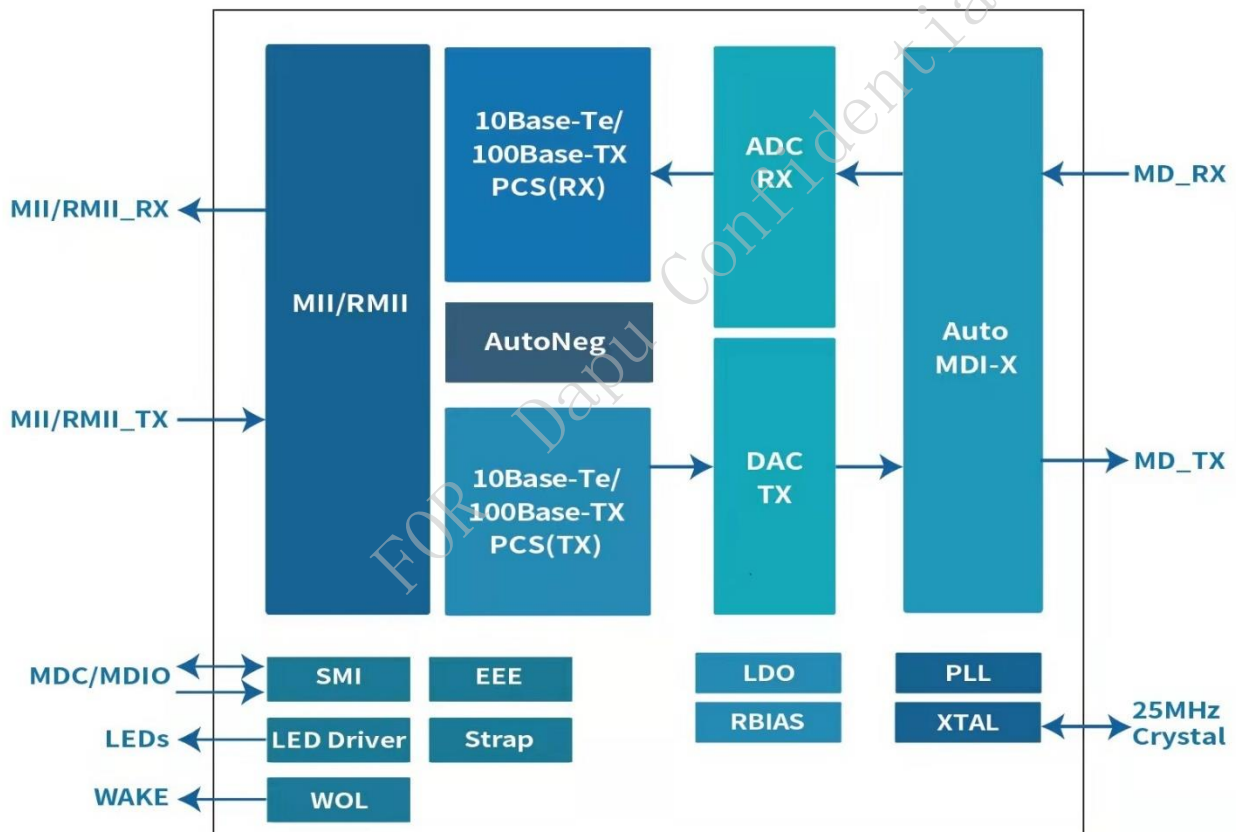 10Base-Te/
100Base-TX
PCS(RX)
ADC
RX
MD_RX
MII/RMII_RX
MII/RMII
AutoNeg
Auto
MDI-X
MII/RMII_TX
10Base-Te/
100Base-TX
PCS(TX)
DAC
TX
MD_TX
MDC/MDIO
SMI
EEE
LDO
PLL
LEDs
LED Driver
Strap
RBIAS
XTAL
25MHz
Crystal
WAKE
WOL
FOR Dapu Confidential